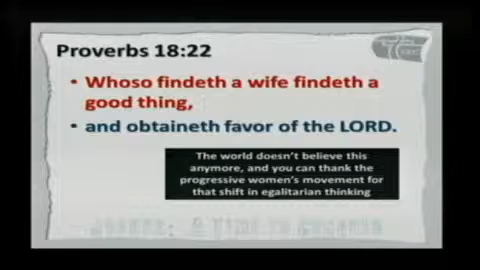 Proverbs 18:22
• Whoso findeth a wife findeth a
good thing,
• and obtaineth favor of the LORD.
The world doesn't believe this
anymore, and you can thank the
progressive women's movement for
that shift in egalitarian thinking